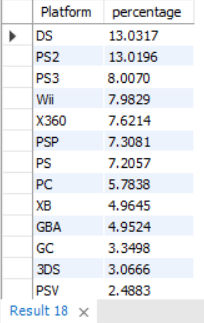 Platform percentage
DS 13.0317
PS2 13.0196
PS3 8.0070
Wii 7.9829
X360 7.6214
PSP 7.3081
PS 7.2057
PC 5.7838
XB 4.9645
GBA 4.9524
GC 3.3498
3DS 3.0666
PSV 2.4883
Result 18